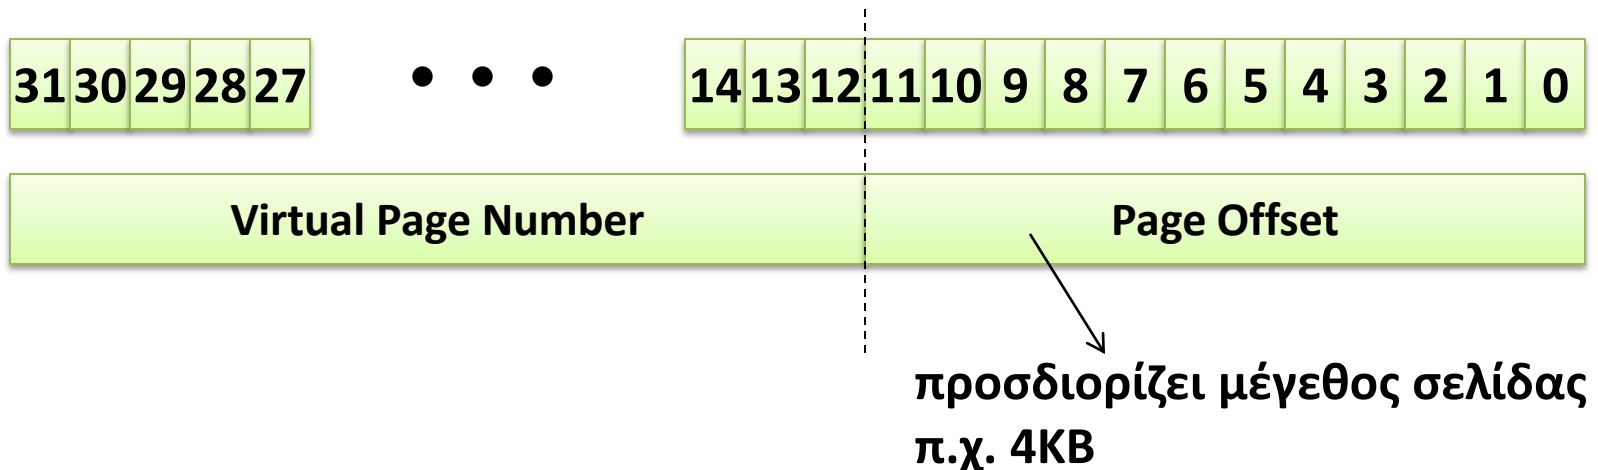 31 30 29 28 27 • • • 14 13 12 11 10 9 8 7 6 5 4 3 2 1 0
Virtual Page Number Page Offset
προσδιορίζει μέγεθος σελίδας
π.χ. 4KB